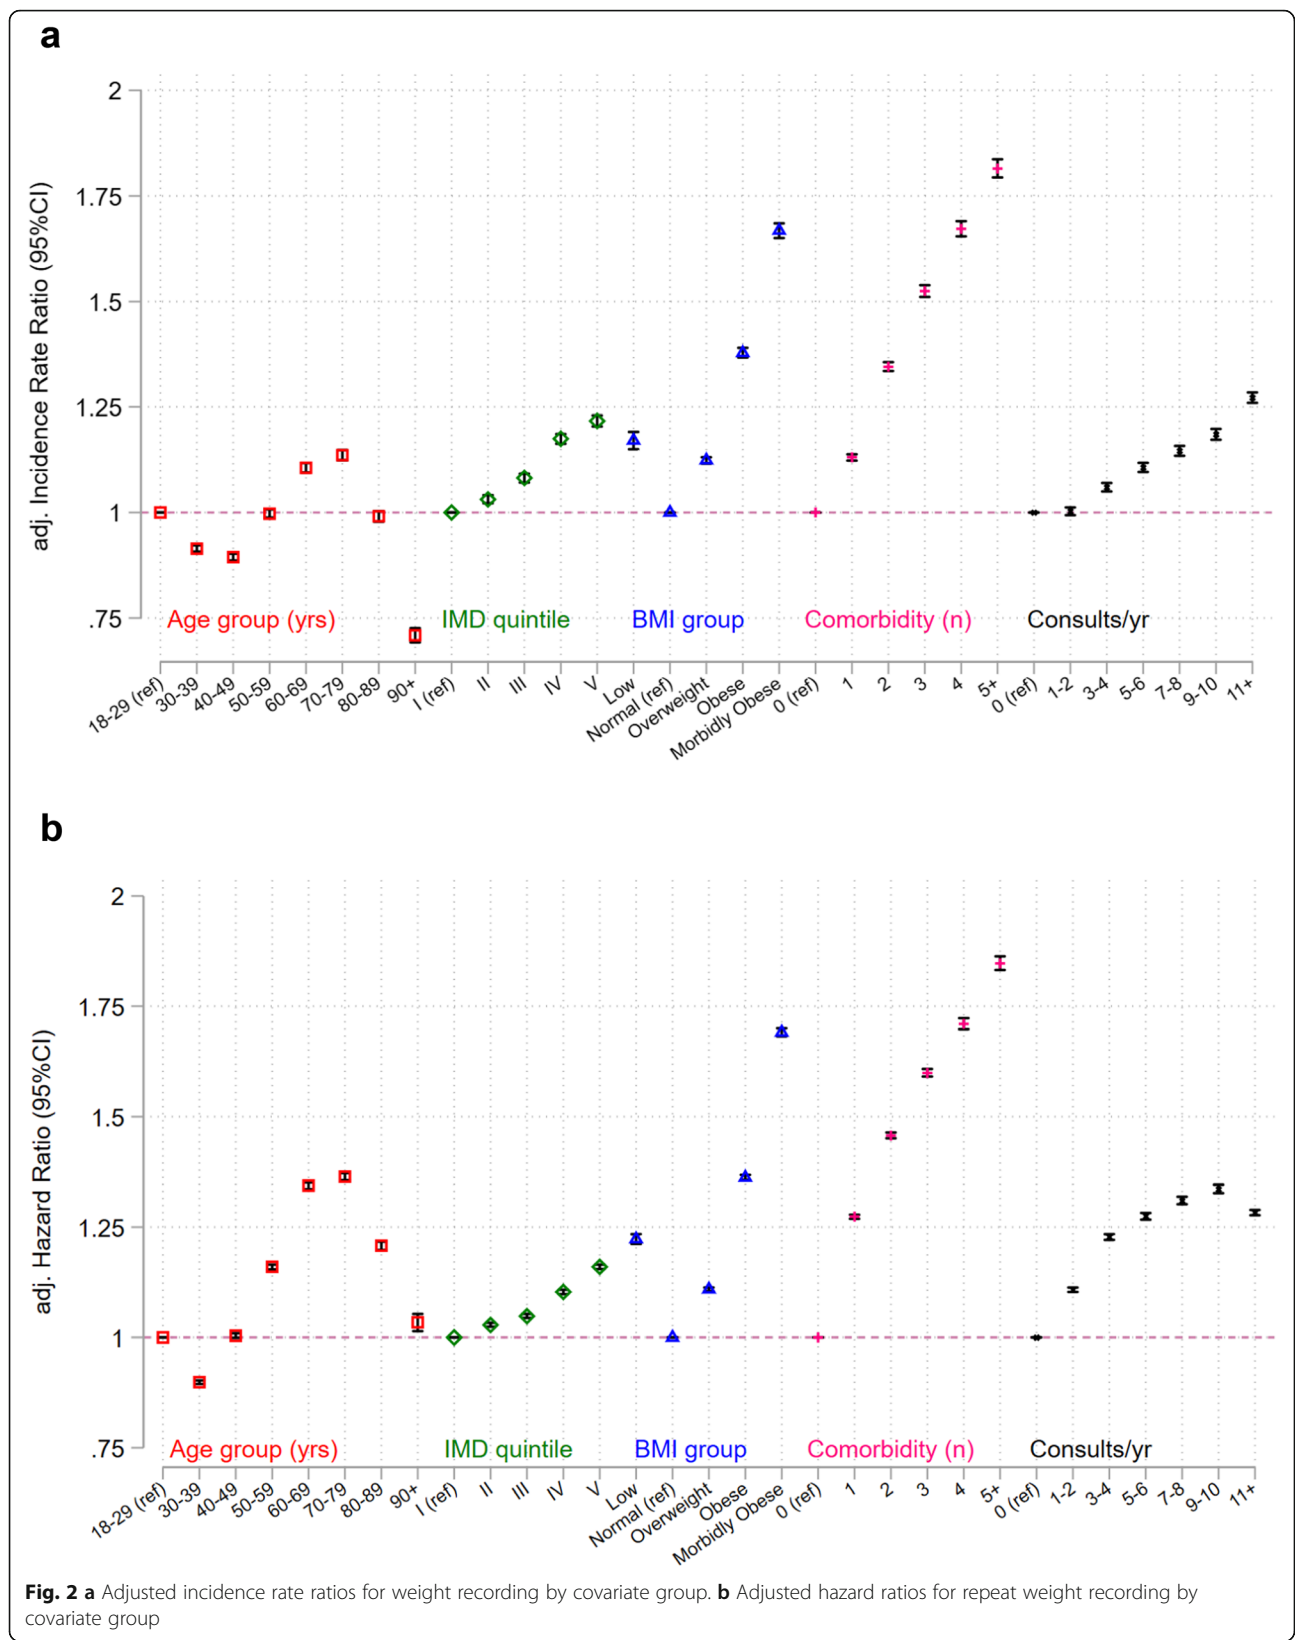 a
adj. Incidence Rate Ratio (95%CI)
2
1.75
1.5
1.25
1
.75
Age group (yrs) IMD quintile BMI group Comorbidity (n) Consults/yr
18-29 (ref) 30-39 40-49 50-59 60-69 70-79 80-89 90+ I (ref) II III IV V Low Normal (ref) Overweight Obese Morbidly Obese 0 (ref) 1 2 3 4 5+ 0 (ref) 1-2 3-4 5-6 7-8 9-10 11+
b
adj. Hazard Ratio (95%CI)
2
1.75
1.5
1.25
1
.75
Age group (yrs) IMD quintile BMI group Comorbidity (n) Consults/yr
18-29 (ref) 30-39 40-49 50-59 60-69 70-79 80-89 90+ I (ref) II III IV V Low Normal (ref) Overweight Obese Morbidly Obese 0 (ref) 1 2 3 4 5+ 0 (ref) 1-2 3-4 5-6 7-8 9-10 11+
Fig. 2 a Adjusted incidence rate ratios for weight recording by covariate group. b Adjusted hazard ratios for repeat weight recording by
covariate group